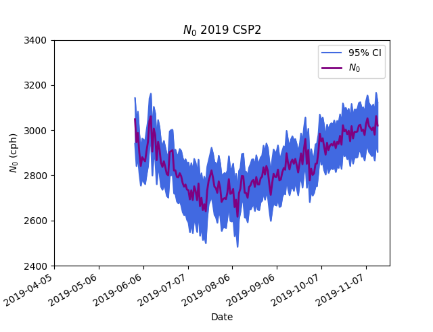 N₀ 2019 CSP2
N₀ (cph)
3400
3200
3000
2800
2600
2400
95% CI
N₀
2019-04-05
2019-05-06
2019-06-06
2019-07-07
2019-08-07
2019-09-06
2019-10-07
2019-11-07
Date